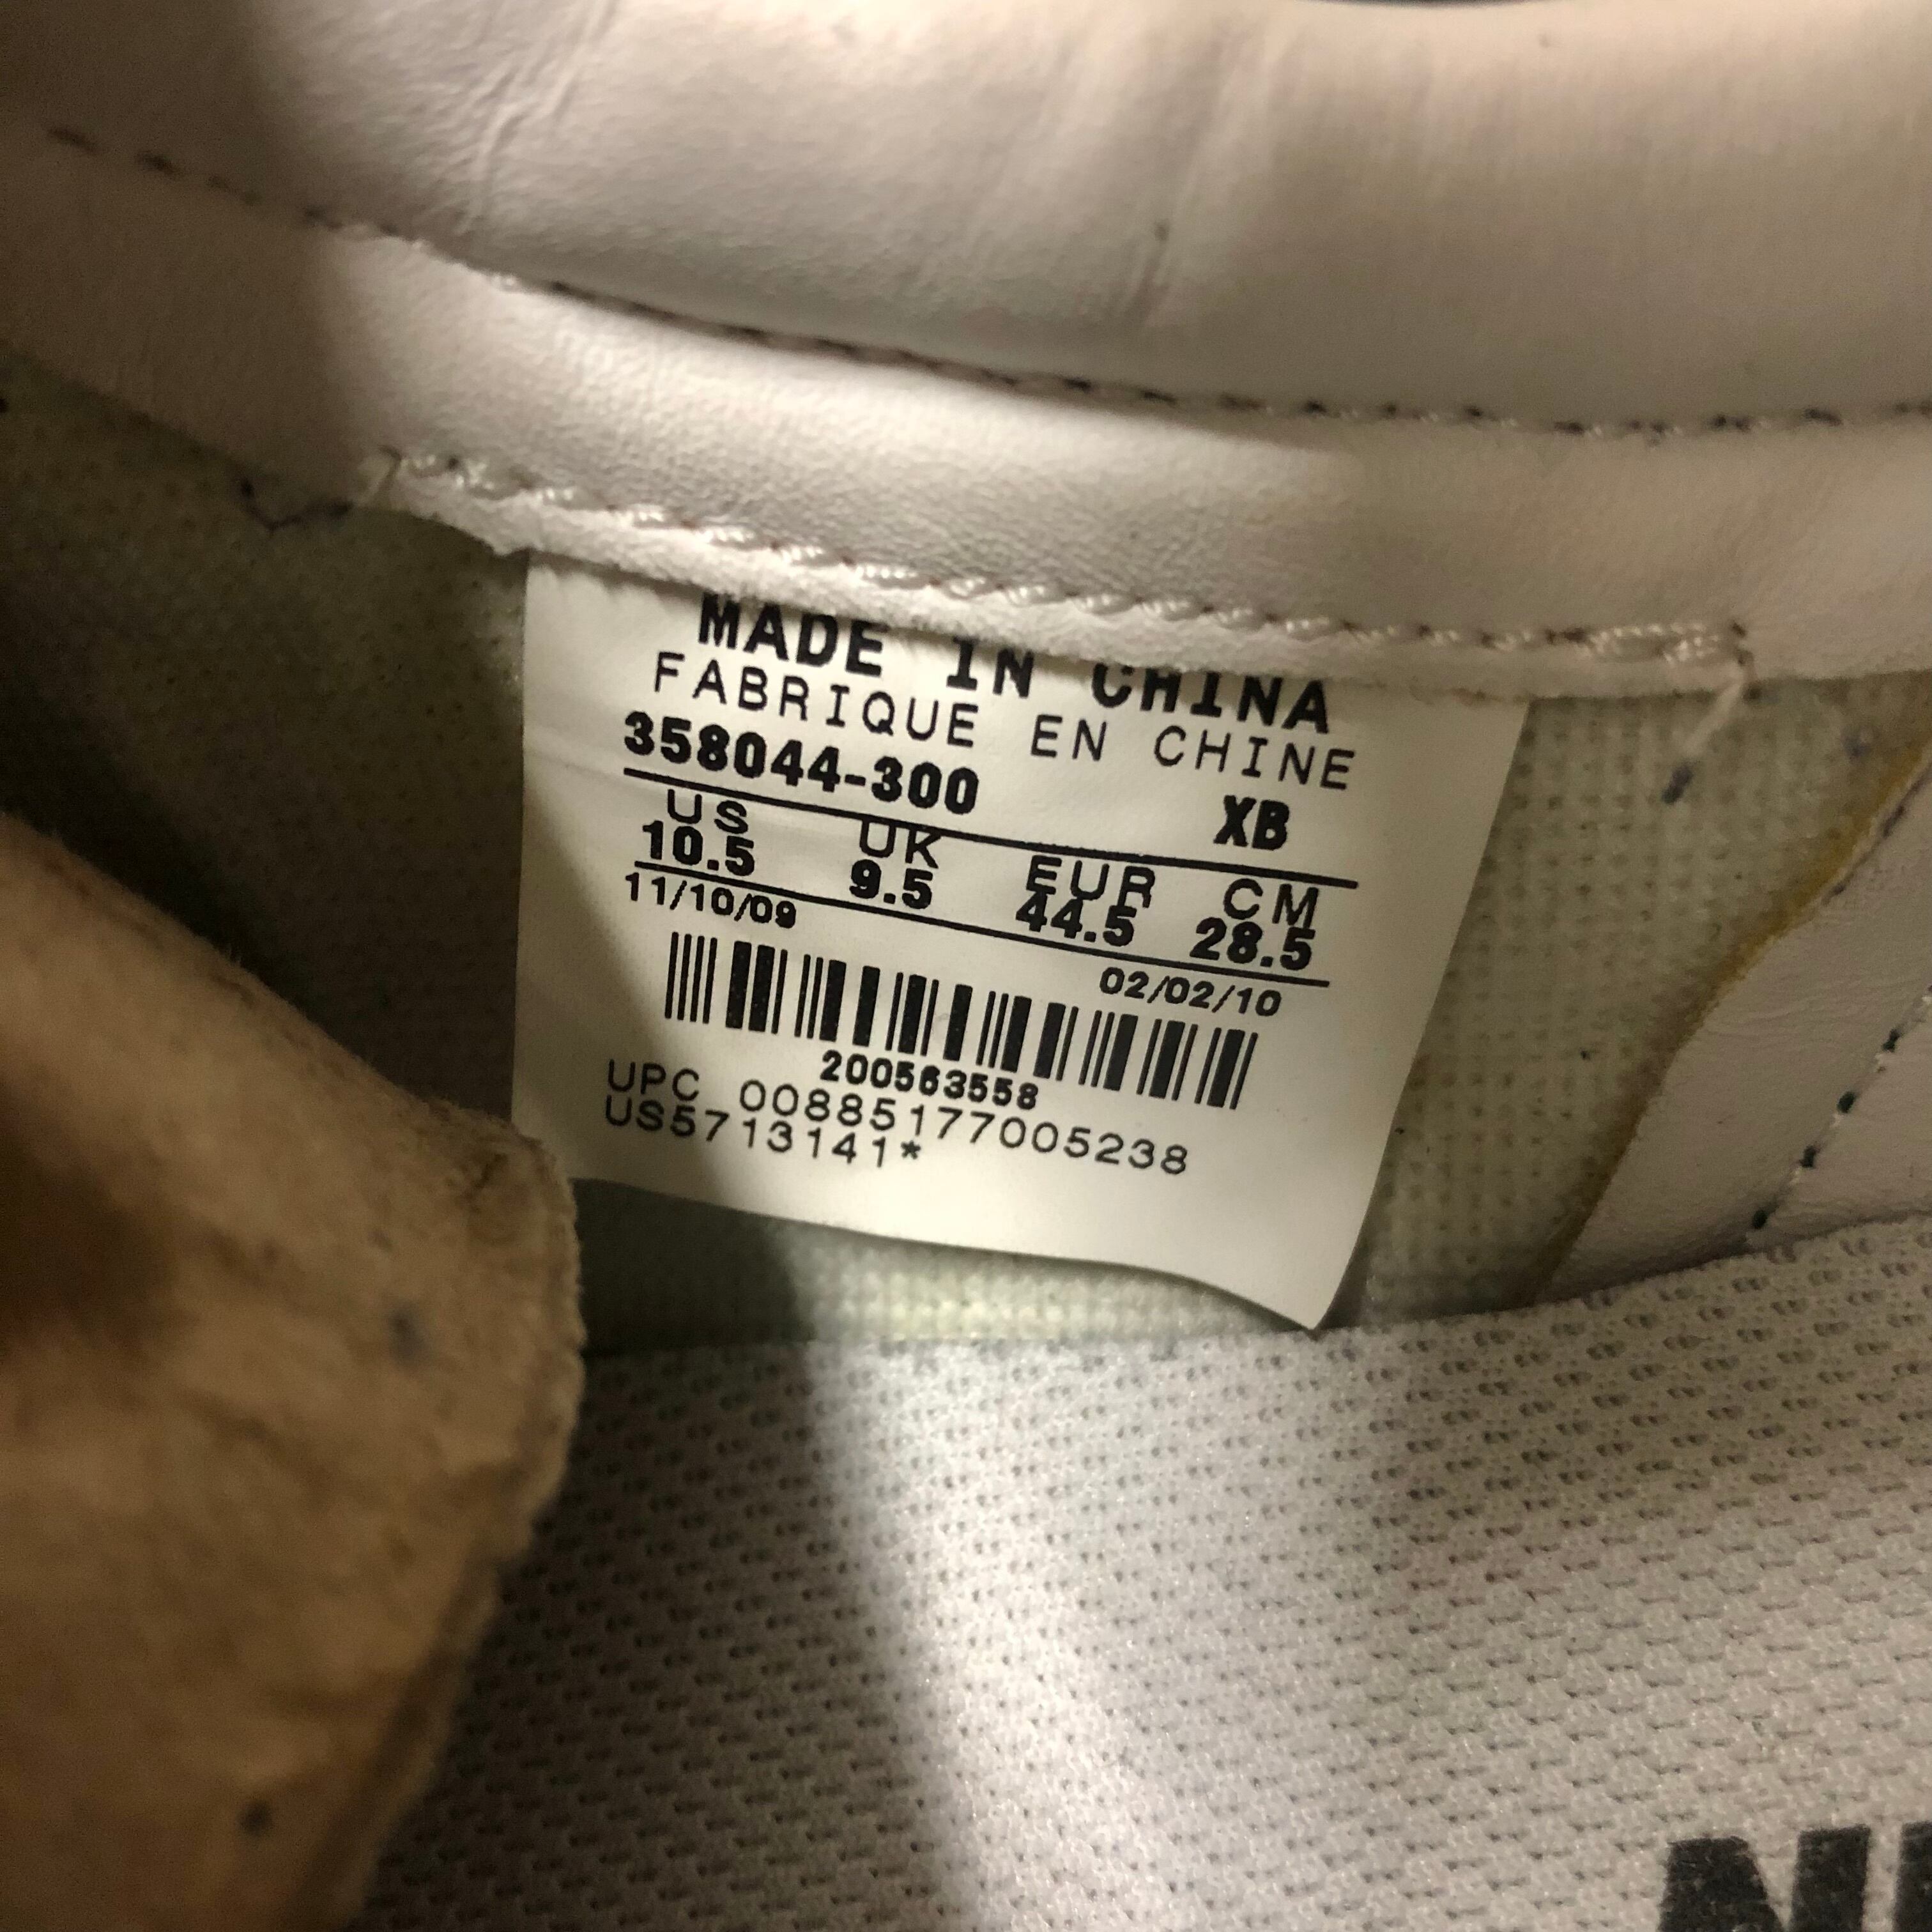 MADE IN CHINA
FABRIQUE EN CHINE
358044-300 XB
US UK EUR CM
10.5 9.5 44.5 28.5
11/10/09 02/02/10
200563558
UPC 00885177005238
US5713141*